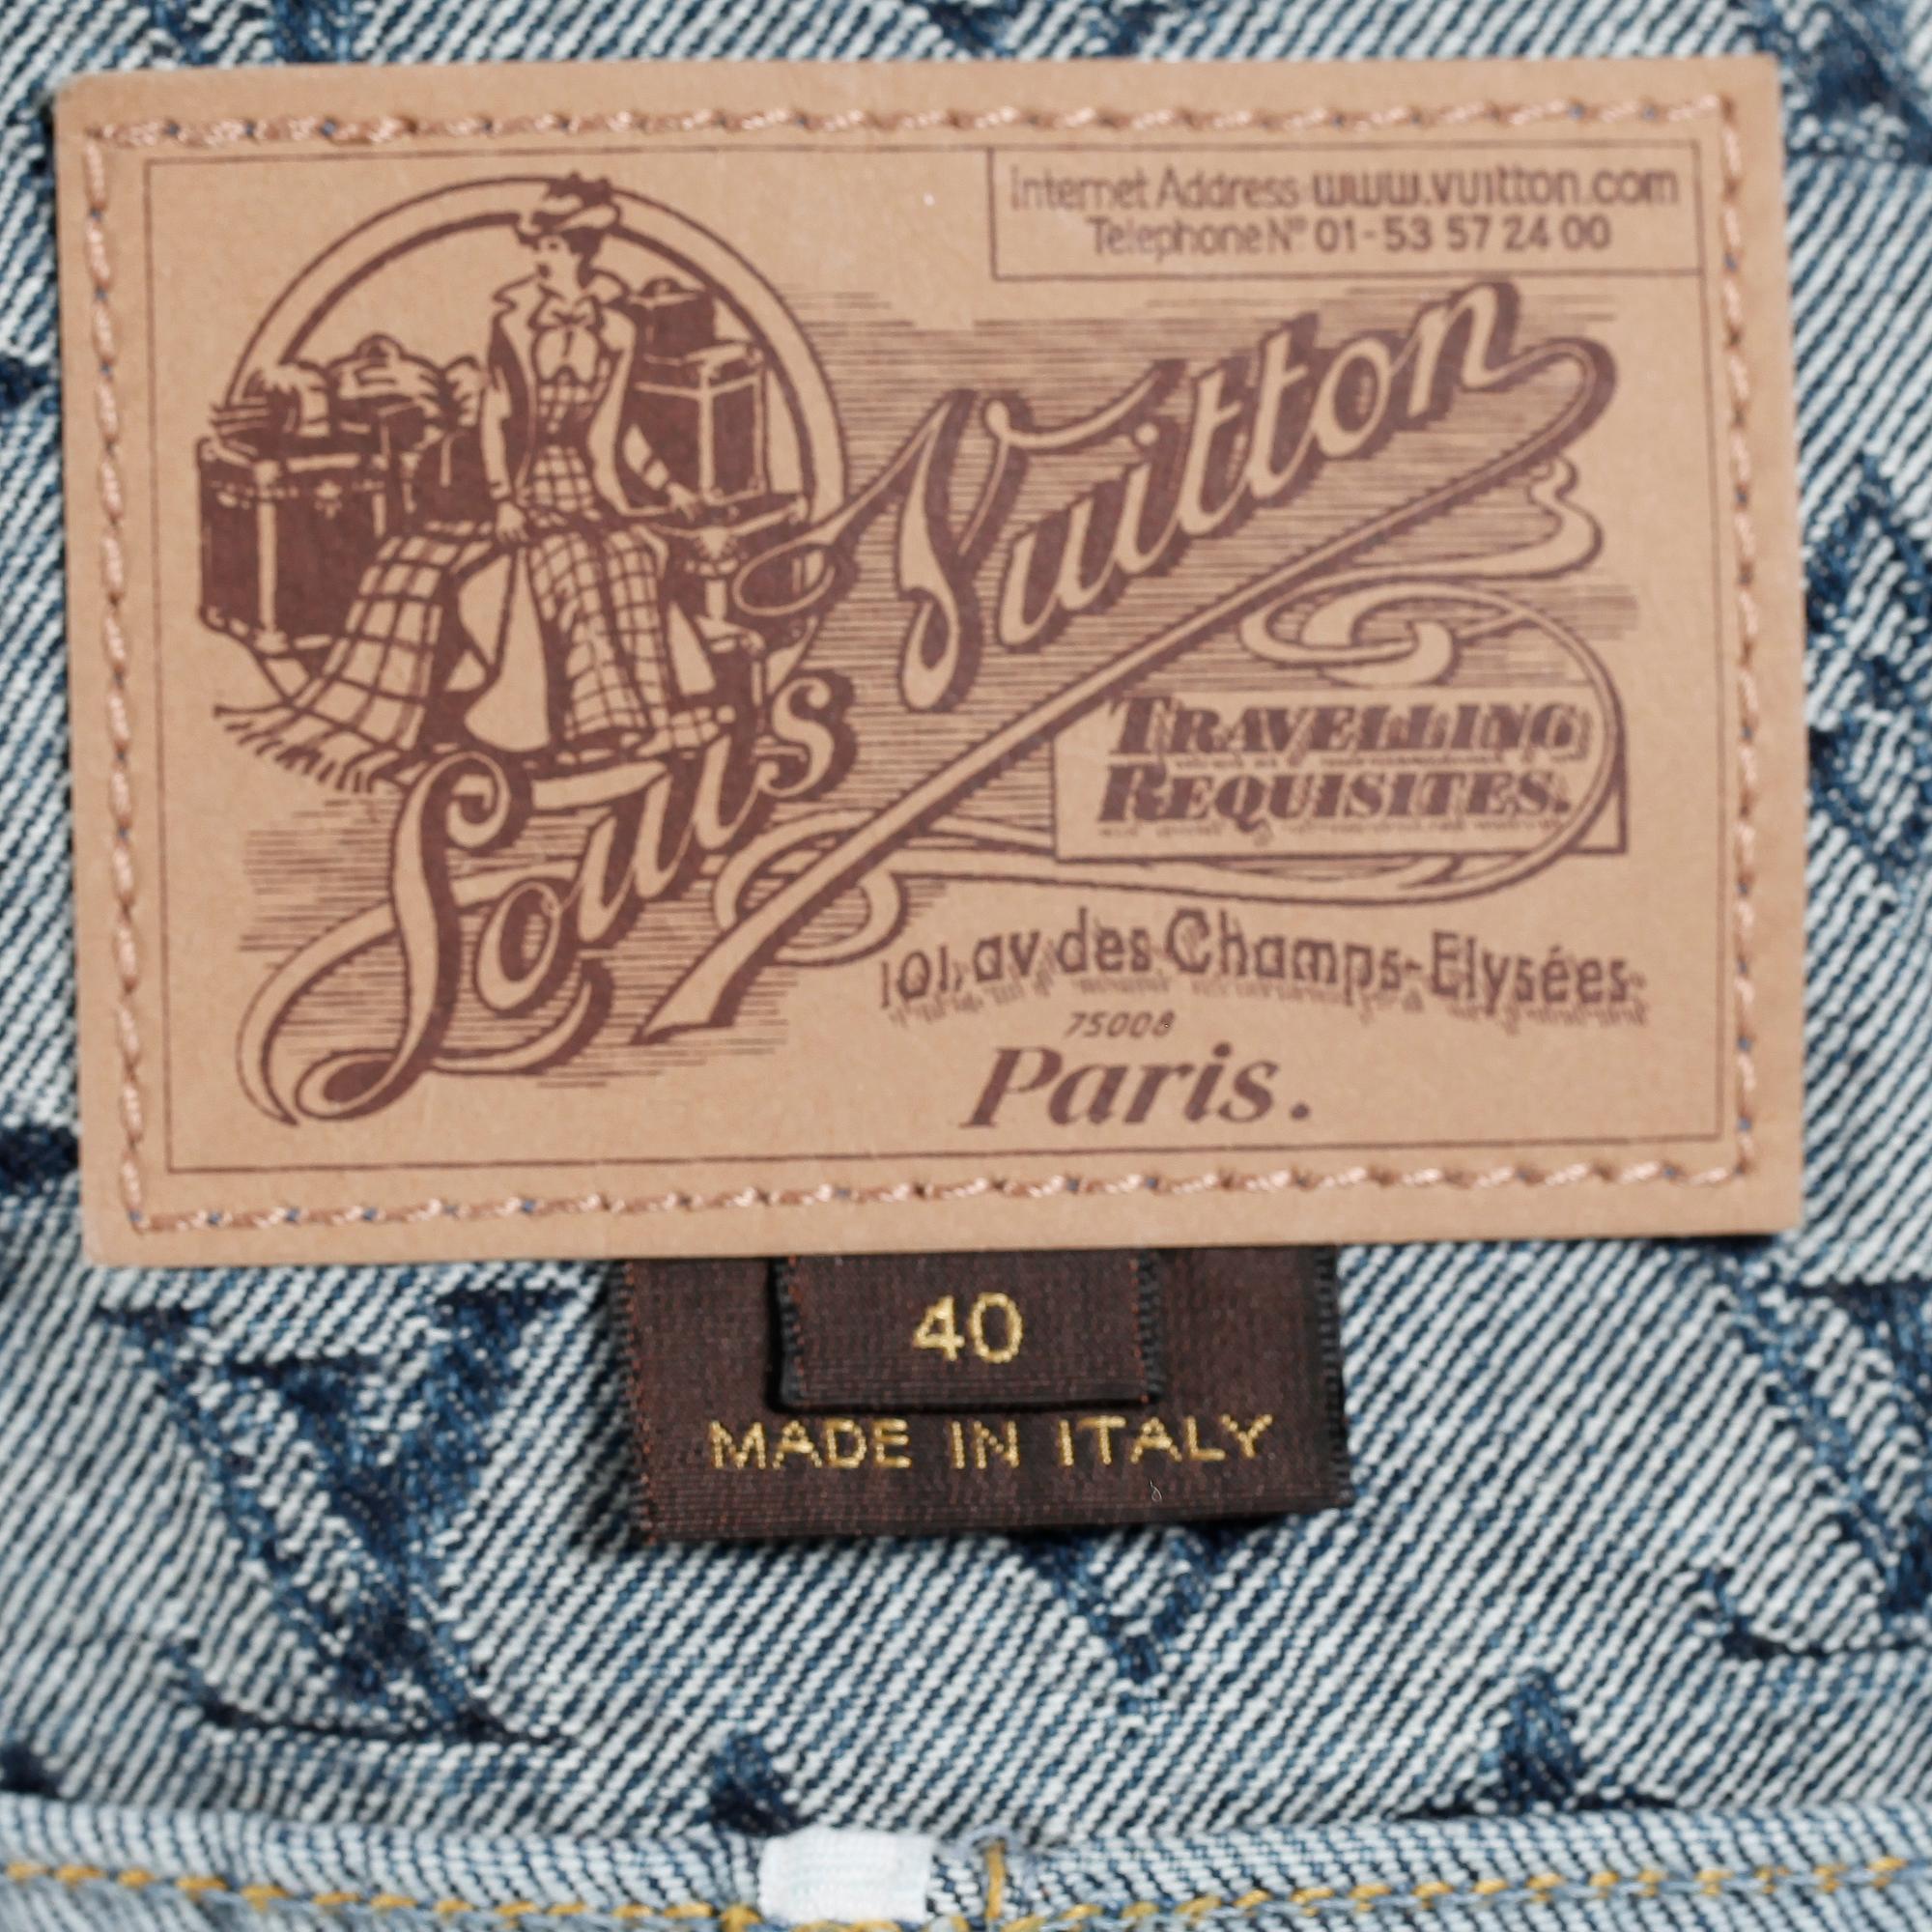 Internet Address www.vuitton.com
Telephone Nº 01-53 57 24 00
Louis Vuitton
TRAVELLING
REQUISITES.
101, av des Champs-Elysées.
75008
Paris.
40
MADE IN ITALY